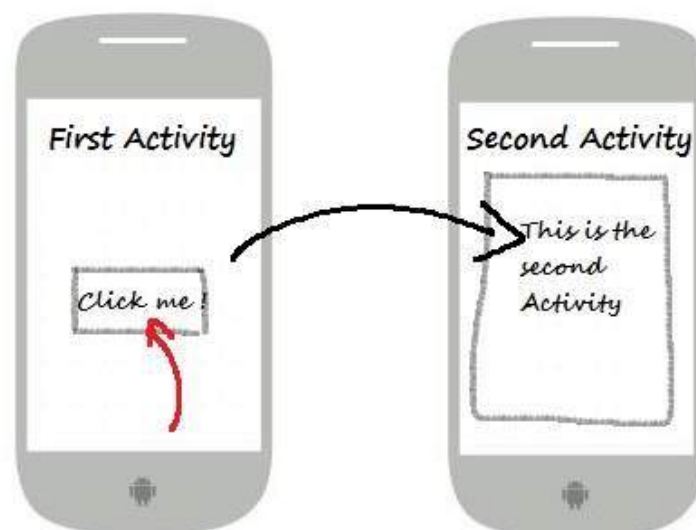 First Activity
Click me !
Second Activity
This is the
second
Activity